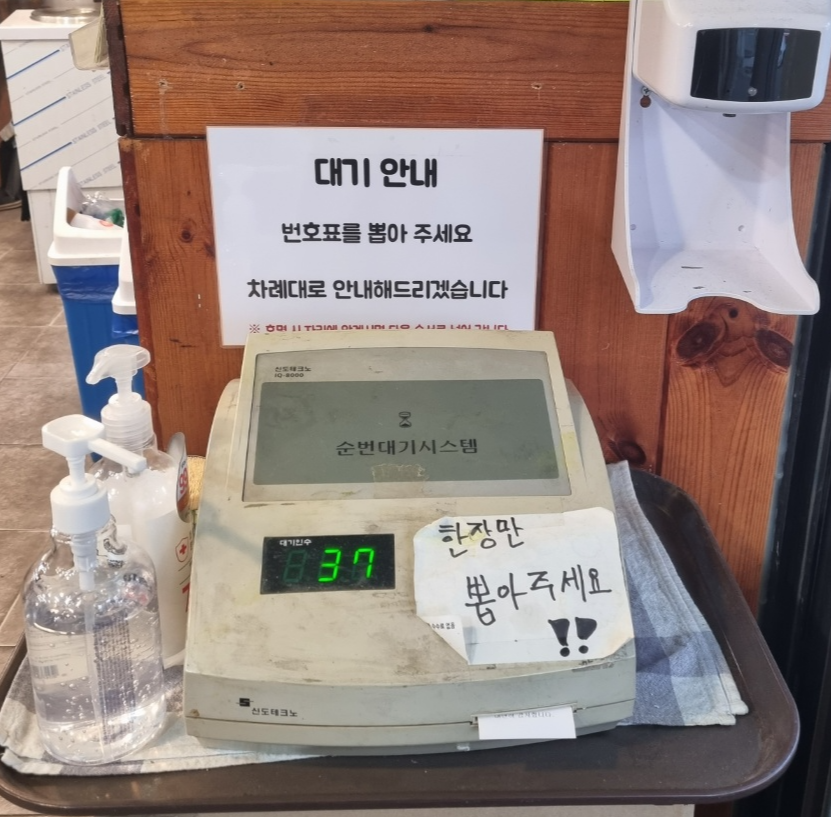 대기 안내
번호표를 뽑아 주세요
차례대로 안내해드리겠습니다
신도테크노
IQ-8000
순번대기시스템
대기인수
37
한장만
뽑아주세요
!!
신도테크노